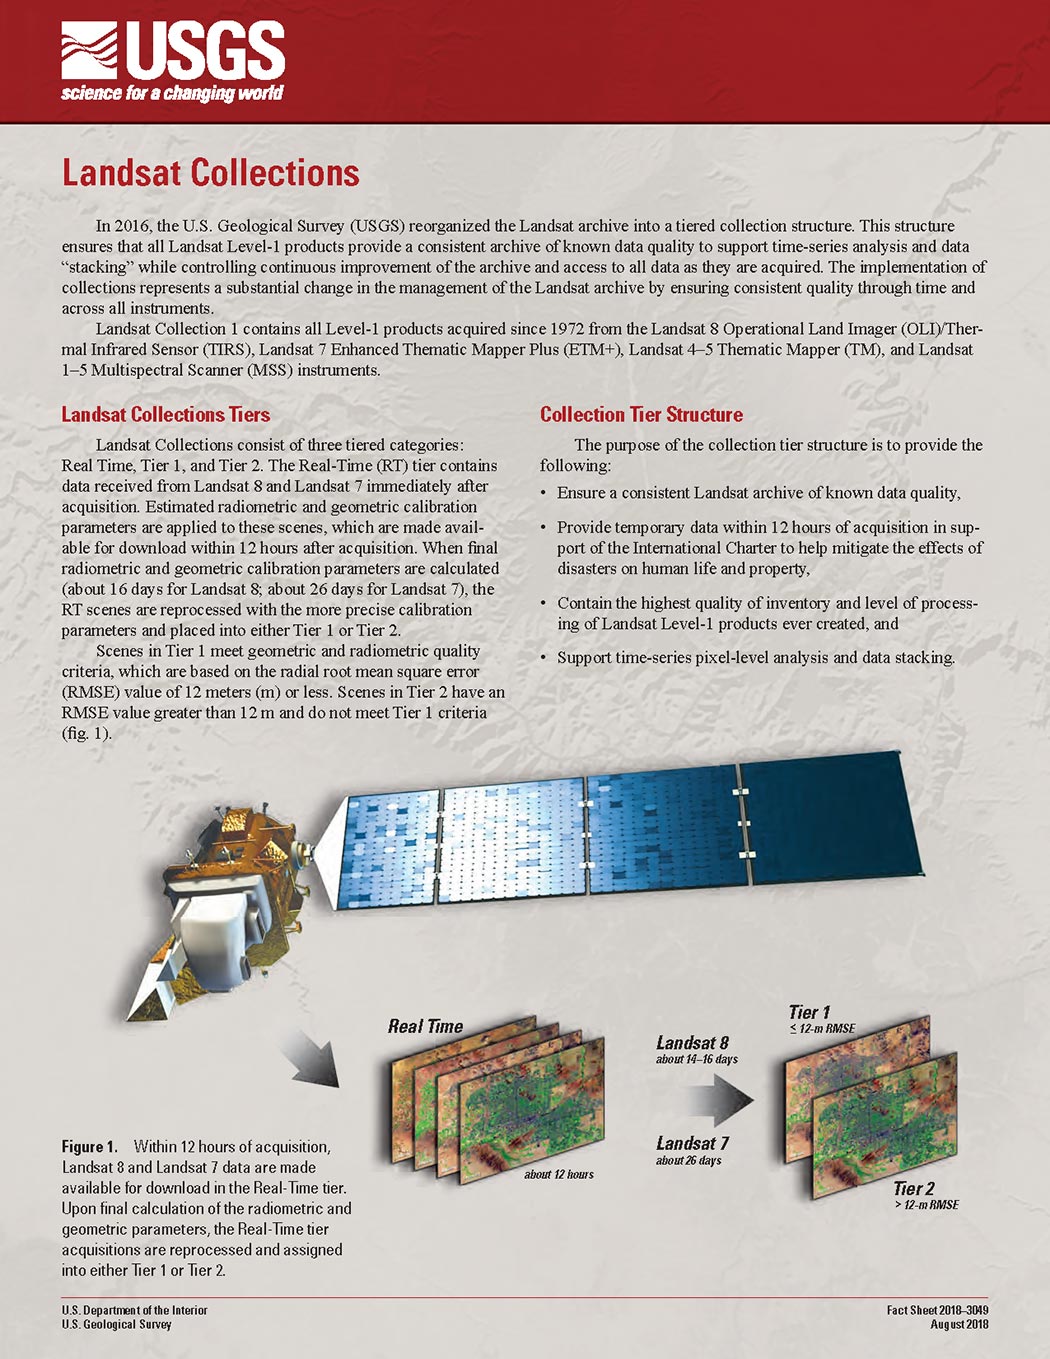 USGS
science for a changing world
Landsat Collections
In 2016, the U.S. Geological Survey (USGS) reorganized the Landsat archive into a tiered collection structure. This structure
ensures that all Landsat Level-1 products provide a consistent archive of known data quality to support time-series analysis and data
“stacking” while controlling continuous improvement of the archive and access to all data as they are acquired. The implementation of
collections represents a substantial change in the management of the Landsat archive by ensuring consistent quality through time and
across all instruments.
Landsat Collection 1 contains all Level-1 products acquired since 1972 from the Landsat 8 Operational Land Imager (OLI)/Ther-
mal Infrared Sensor (TIRS), Landsat 7 Enhanced Thematic Mapper Plus (ETM+), Landsat 4–5 Thematic Mapper (TM), and Landsat
1–5 Multispectral Scanner (MSS) instruments.
Landsat Collections Tiers
Landsat Collections consist of three tiered categories:
Real Time, Tier 1, and Tier 2. The Real-Time (RT) tier contains
data received from Landsat 8 and Landsat 7 immediately after
acquisition. Estimated radiometric and geometric calibration
parameters are applied to these scenes, which are made avail-
able for download within 12 hours after acquisition. When final
radiometric and geometric calibration parameters are calculated
(about 16 days for Landsat 8; about 26 days for Landsat 7), the
RT scenes are reprocessed with the more precise calibration
parameters and placed into either Tier 1 or Tier 2.
Scenes in Tier 1 meet geometric and radiometric quality
criteria, which are based on the radial root mean square error
(RMSE) value of 12 meters (m) or less. Scenes in Tier 2 have an
RMSE value greater than 12 m and do not meet Tier 1 criteria
(fig. 1).
Collection Tier Structure
The purpose of the collection tier structure is to provide the
following:
• Ensure a consistent Landsat archive of known data quality,
• Provide temporary data within 12 hours of acquisition in sup-
port of the International Charter to help mitigate the effects of
disasters on human life and property,
• Contain the highest quality of inventory and level of process-
ing of Landsat Level-1 products ever created, and
• Support time-series pixel-level analysis and data stacking.
Real Time
about 12 hours
Landsat 8
about 14–16 days
Landsat 7
about 26 days
Tier 1
≤ 12-m RMSE
Tier 2
> 12-m RMSE
Figure 1. Within 12 hours of acquisition,
Landsat 8 and Landsat 7 data are made
available for download in the Real-Time tier.
Upon final calculation of the radiometric and
geometric parameters, the Real-Time tier
acquisitions are reprocessed and assigned
into either Tier 1 or Tier 2.
U.S. Department of the Interior
U.S. Geological Survey
Fact Sheet 2018–3049
August 2018